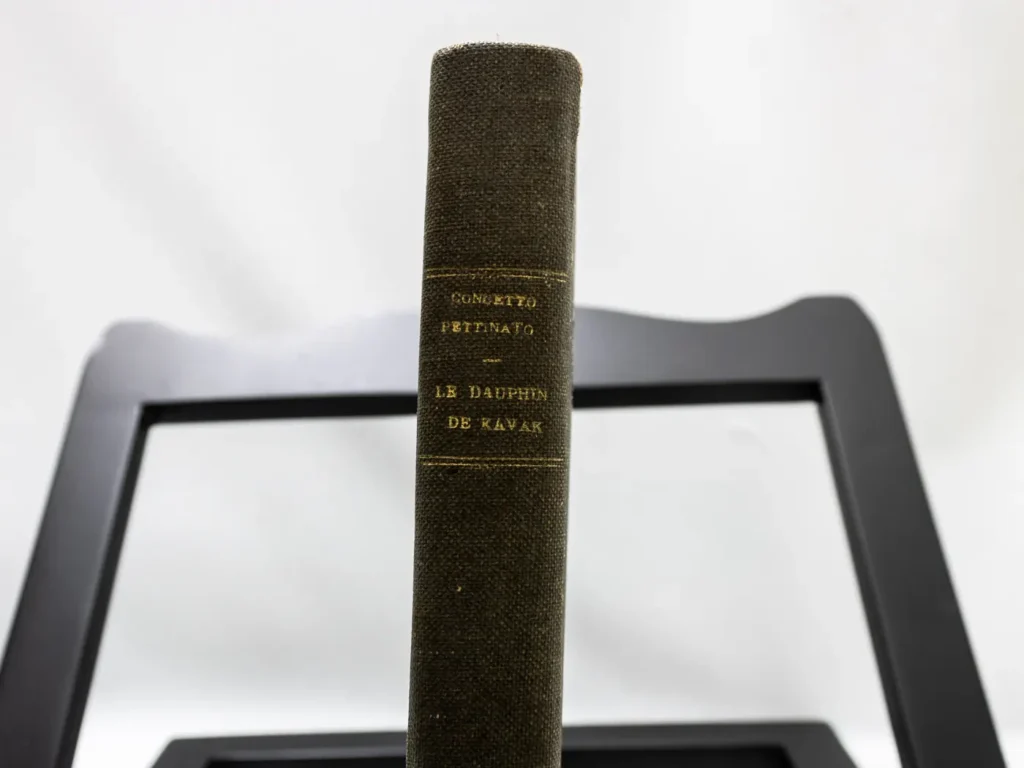 CONCETTO
PETTINATO
LE DAUPHIN
DE KAVAK